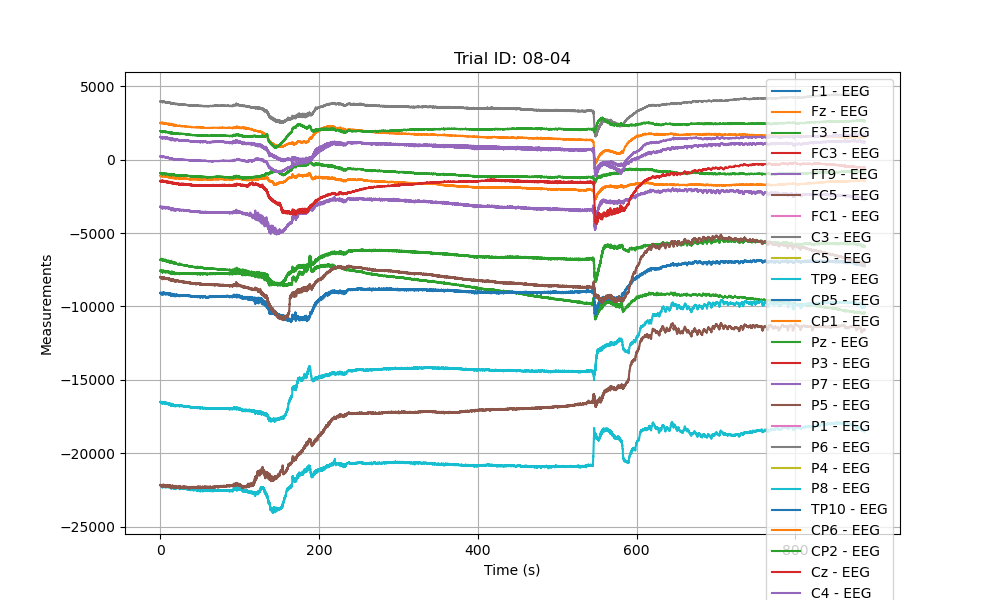 Trial ID: 08-04
5000
0
−5000
−10000
−15000
−20000
−25000
Measurements
0
200
400
600
800
Time (s)
F1 - EEG
Fz - EEG
F3 - EEG
FC3 - EEG
FT9 - EEG
FC5 - EEG
FC1 - EEG
C3 - EEG
C5 - EEG
TP9 - EEG
CP5 - EEG
CP1 - EEG
Pz - EEG
P3 - EEG
P7 - EEG
P5 - EEG
P1 - EEG
P6 - EEG
P4 - EEG
P8 - EEG
TP10 - EEG
CP6 - EEG
CP2 - EEG
Cz - EEG
C4 - EEG